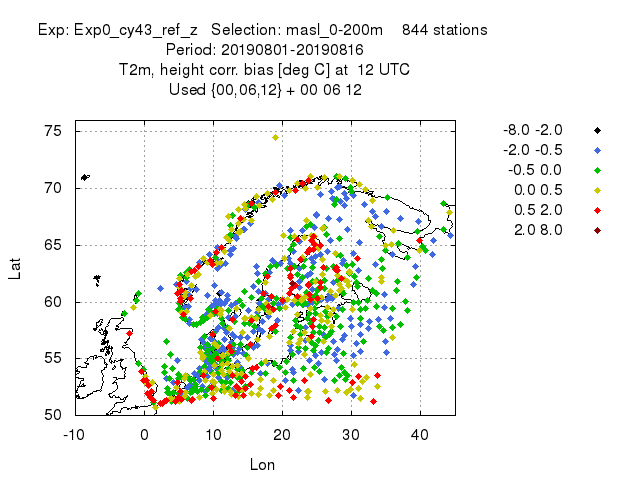 Exp: Exp0_cy43_ref_z   Selection: masl_0-200m    844 stations
Period: 20190801-20190816
T2m, height corr. bias [deg C] at  12 UTC
Used {00,06,12} + 00 06 12
-8.0 -2.0
-2.0 -0.5
-0.5 0.0
0.0 0.5
0.5 2.0
2.0 8.0
75
70
65
60
55
50
Lat
-10 0 10 20 30 40
Lon